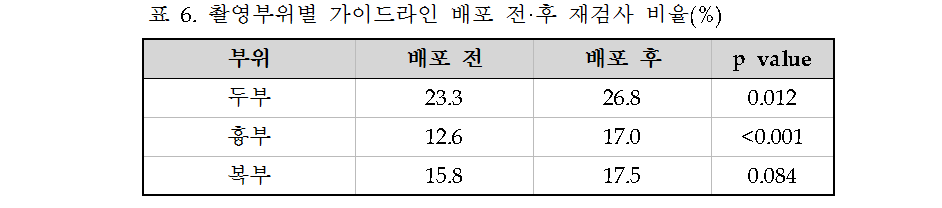 표 6. 촬영부위별 가이드라인 배포 전·후 재검사 비율(%)
부위 배포 전 배포 후 p value
두부 23.3 26.8 0.012
흉부 12.6 17.0 <0.001
복부 15.8 17.5 0.084